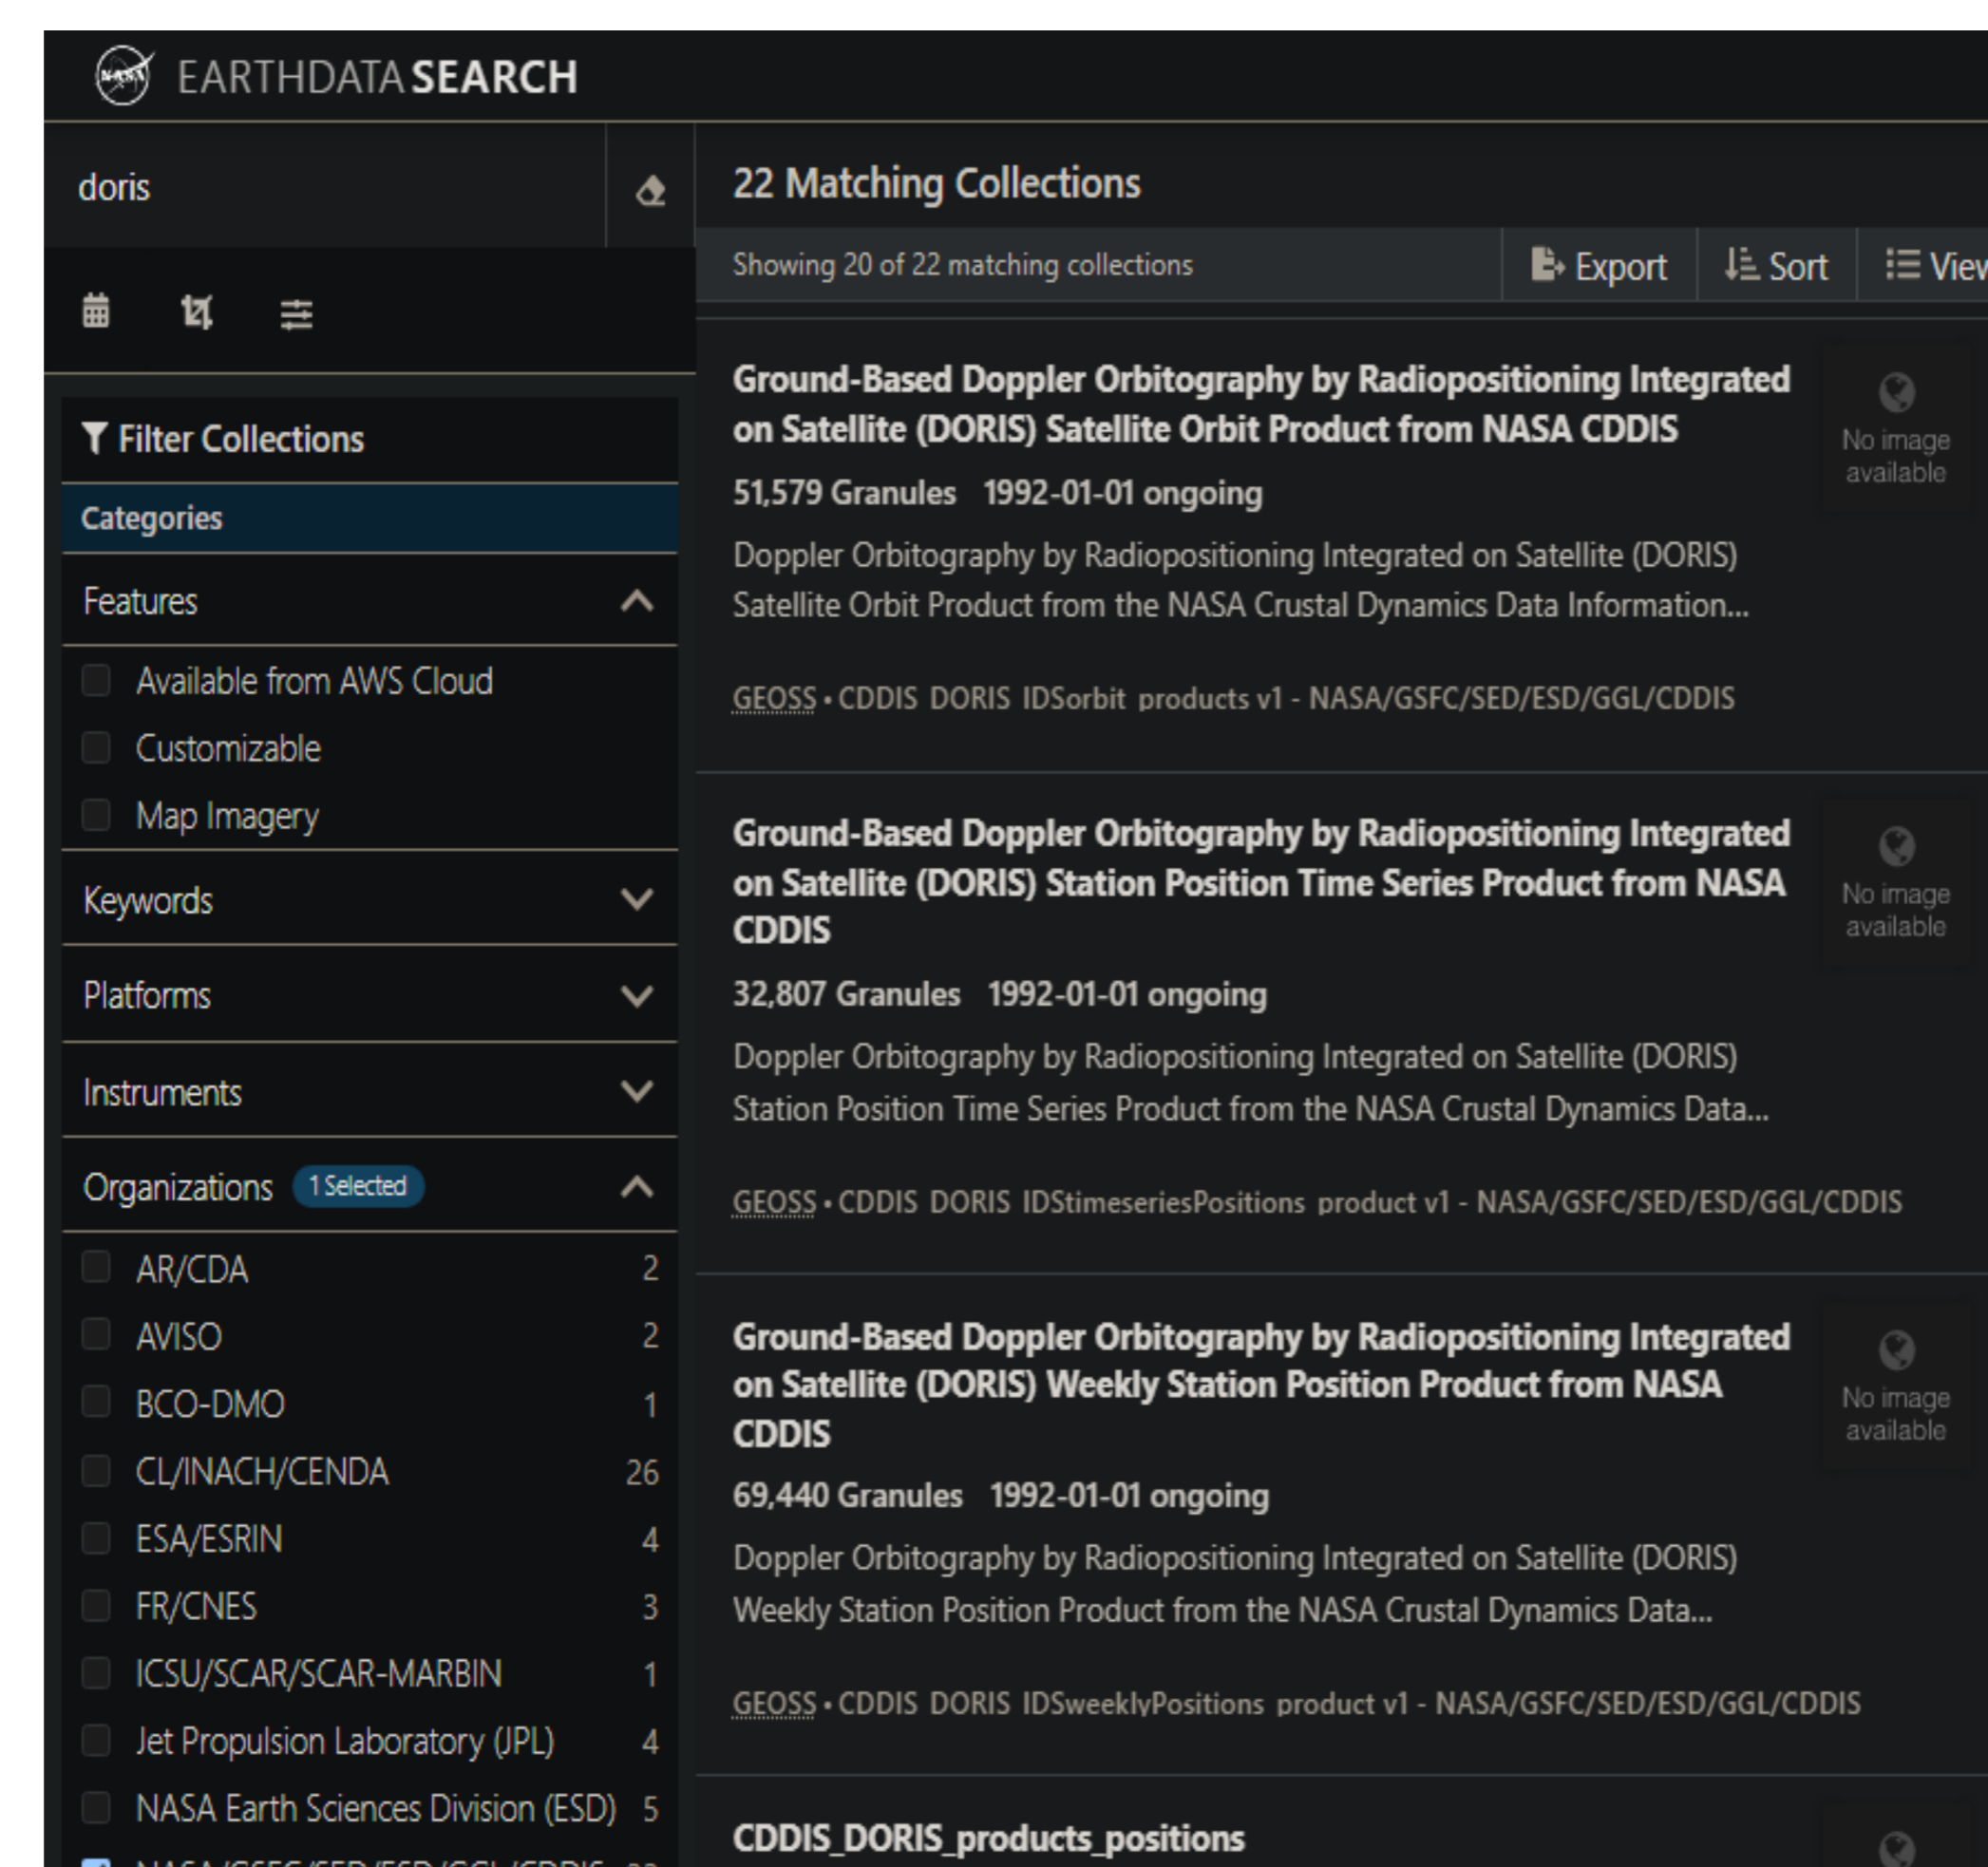 NASA EARTHDATA SEARCH
doris
22 Matching Collections
Showing 20 of 22 matching collections
Export
Sort
View
Filter Collections
Categories
Features
Available from AWS Cloud
Customizable
Map Imagery
Keywords
Platforms
Instruments
Organizations 1 Selected
AR/CDA 2
AVISO 2
BCO-DMO 1
CL/INACH/CENDA 26
ESA/ESRIN 4
FR/CNES 3
ICSU/SCAR/SCAR-MARBIN 1
Jet Propulsion Laboratory (JPL) 4
NASA Earth Sciences Division (ESD) 5
NASA/GSFC/SED/ESD/GGL/CDDIS
Ground-Based Doppler Orbitography by Radiopositioning Integrated
on Satellite (DORIS) Satellite Orbit Product from NASA CDDIS
51,579 Granules 1992-01-01 ongoing
Doppler Orbitography by Radiopositioning Integrated on Satellite (DORIS)
Satellite Orbit Product from the NASA Crustal Dynamics Data Information...
GEOSS • CDDIS_DORIS_IDSorbit_products v1 - NASA/GSFC/SED/ESD/GGL/CDDIS
No image
available
Ground-Based Doppler Orbitography by Radiopositioning Integrated
on Satellite (DORIS) Station Position Time Series Product from NASA
CDDIS
32,807 Granules 1992-01-01 ongoing
Doppler Orbitography by Radiopositioning Integrated on Satellite (DORIS)
Station Position Time Series Product from the NASA Crustal Dynamics Data...
GEOSS • CDDIS_DORIS_IDStimeseriesPositions_product v1 - NASA/GSFC/SED/ESD/GGL/CDDIS
No image
available
Ground-Based Doppler Orbitography by Radiopositioning Integrated
on Satellite (DORIS) Weekly Station Position Product from NASA
CDDIS
69,440 Granules 1992-01-01 ongoing
Doppler Orbitography by Radiopositioning Integrated on Satellite (DORIS)
Weekly Station Position Product from the NASA Crustal Dynamics Data...
GEOSS • CDDIS_DORIS_IDSweeklyPositions_product v1 - NASA/GSFC/SED/ESD/GGL/CDDIS
No image
available
CDDIS_DORIS_products_positions